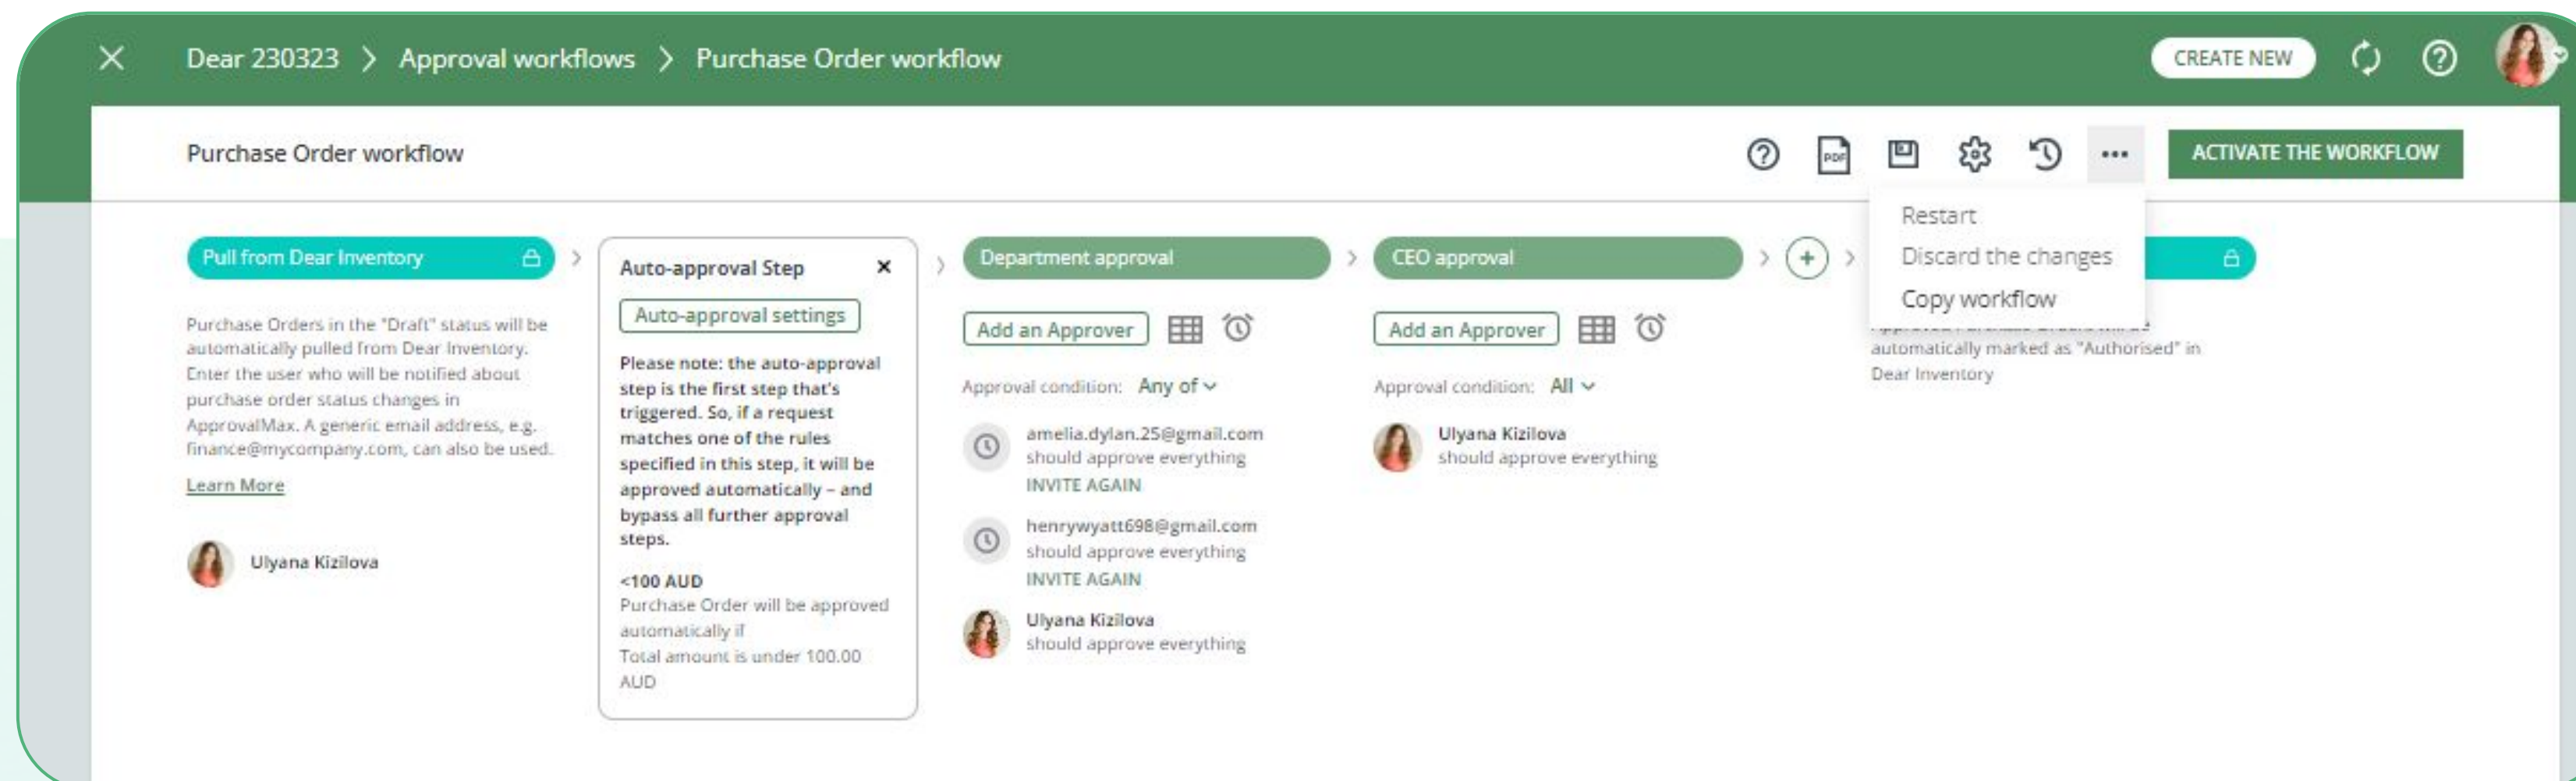 Dear 230323 > Approval workflows > Purchase Order workflow
CREATE NEW
Purchase Order workflow
PDF
ACTIVATE THE WORKFLOW
Restart
Discard the changes
Copy workflow
Pull from Dear Inventory
Purchase Orders in the "Draft" status will be
automatically pulled from Dear Inventory.
Enter the user who will be notified about
purchase order status changes in
ApprovalMax. A generic email address, e.g.
finance@mycompany.com, can also be used.
Learn More
Ulyana Kizilova
Auto-approval Step
Auto-approval settings
Please note: the auto-approval
step is the first step that's
triggered. So, if a request
matches one of the rules
specified in this step, it will be
approved automatically – and
bypass all further approval
steps.
<100 AUD
Purchase Order will be approved
automatically if
Total amount is under 100.00
AUD
Department approval
Add an Approver
Approval condition: Any of
amelia.dylan.25@gmail.com
should approve everything
INVITE AGAIN
henrywyatt698@gmail.com
should approve everything
INVITE AGAIN
Ulyana Kizilova
should approve everything
CEO approval
Add an Approver
Approval condition: All
Ulyana Kizilova
should approve everything
automatically marked as "Authorised" in
Dear Inventory